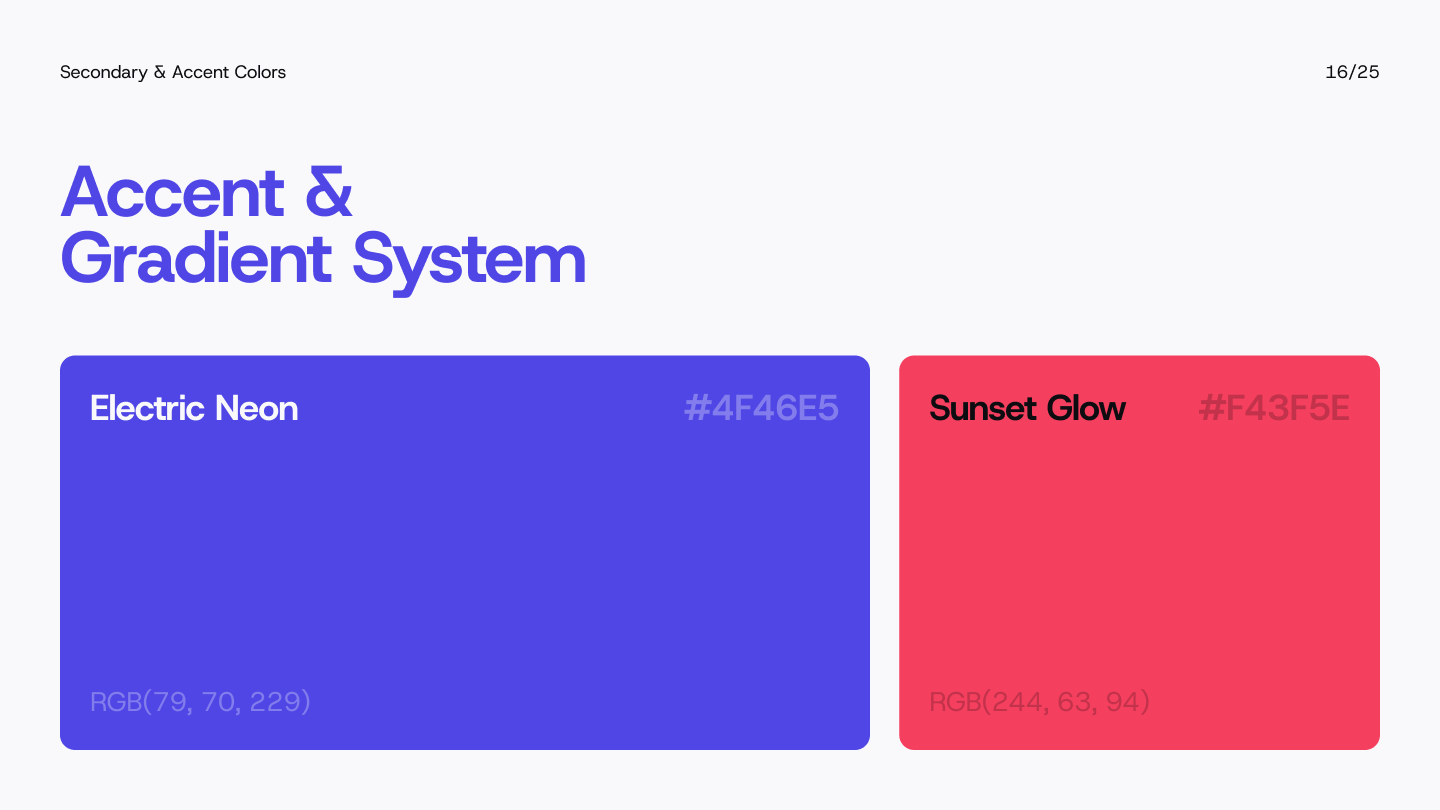 Secondary & Accent Colors
16/25
Accent &
Gradient System
Electric Neon
#4F46E5
RGB(79, 70, 229)
Sunset Glow
#F43F5E
RGB(244, 63, 94)